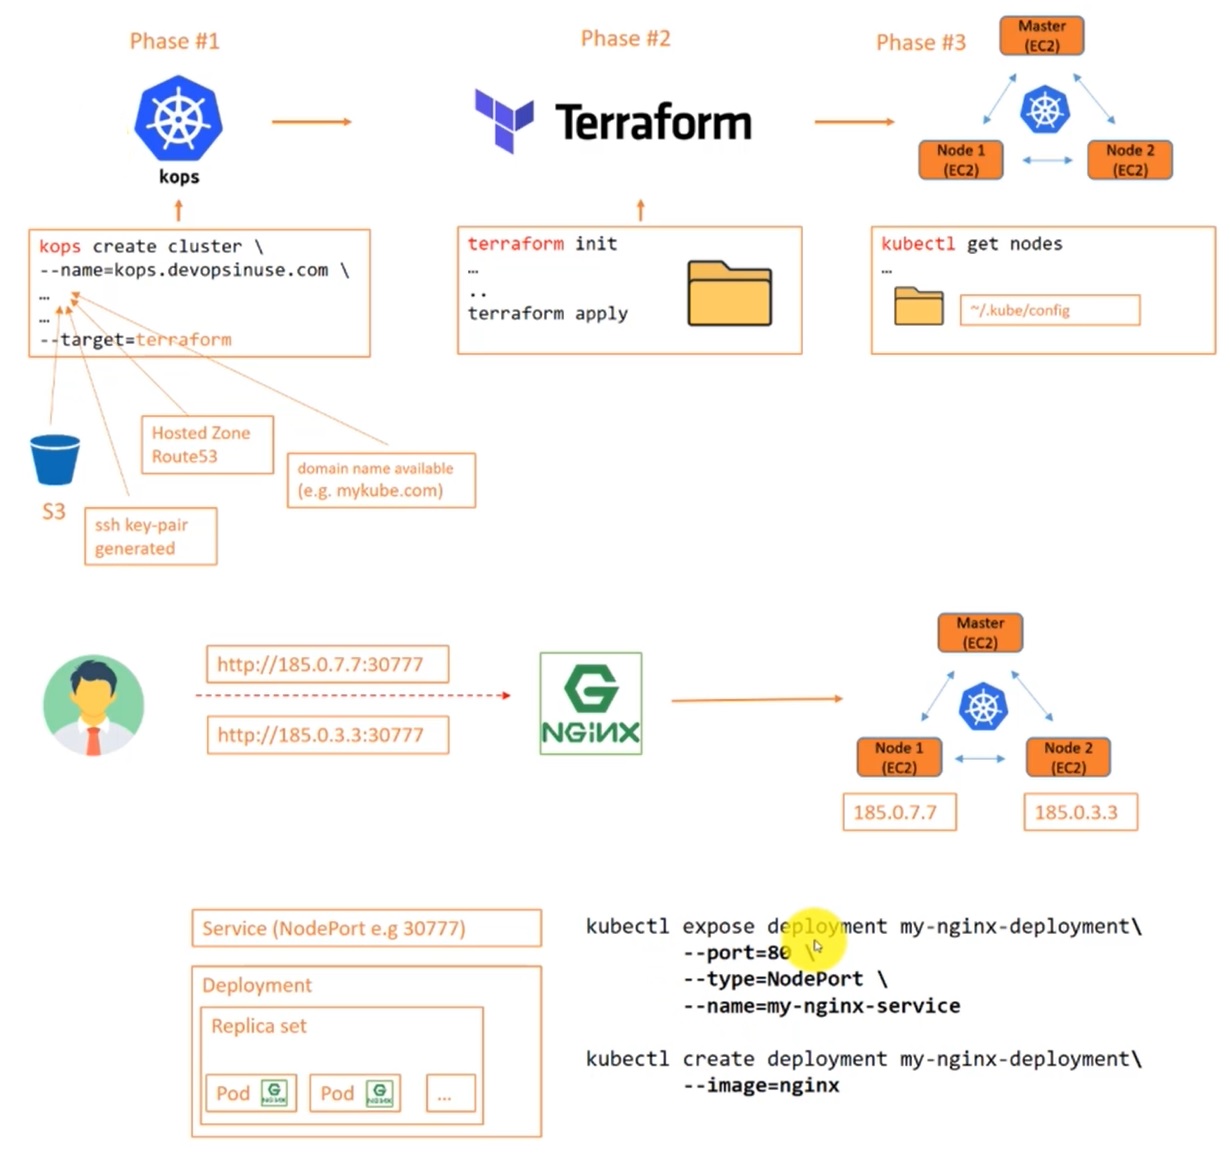 Phase #1
Phase #2
Phase #3
Master
(EC2)
kops
Terraform
Node 1
(EC2)
Node 2
(EC2)
kops create cluster \
--name=kops.devopsinuse.com \
…
…
--target=terraform
terraform init
…
..
terraform apply
kubectl get nodes
…
~/.kube/config
Hosted Zone
Route53
domain name available
(e.g. mykube.com)
S3
ssh key-pair
generated
http://185.0.7.7:30777
http://185.0.3.3:30777
NGiNX
Master
(EC2)
Node 1
(EC2)
Node 2
(EC2)
185.0.7.7
185.0.3.3
Service (NodePort e.g 30777)
Deployment
Replica set
Pod
NGiNX
Pod
NGiNX
...
kubectl expose deployment my-nginx-deployment\
--port=80 \
--type=NodePort \
--name=my-nginx-service
kubectl create deployment my-nginx-deployment\
--image=nginx